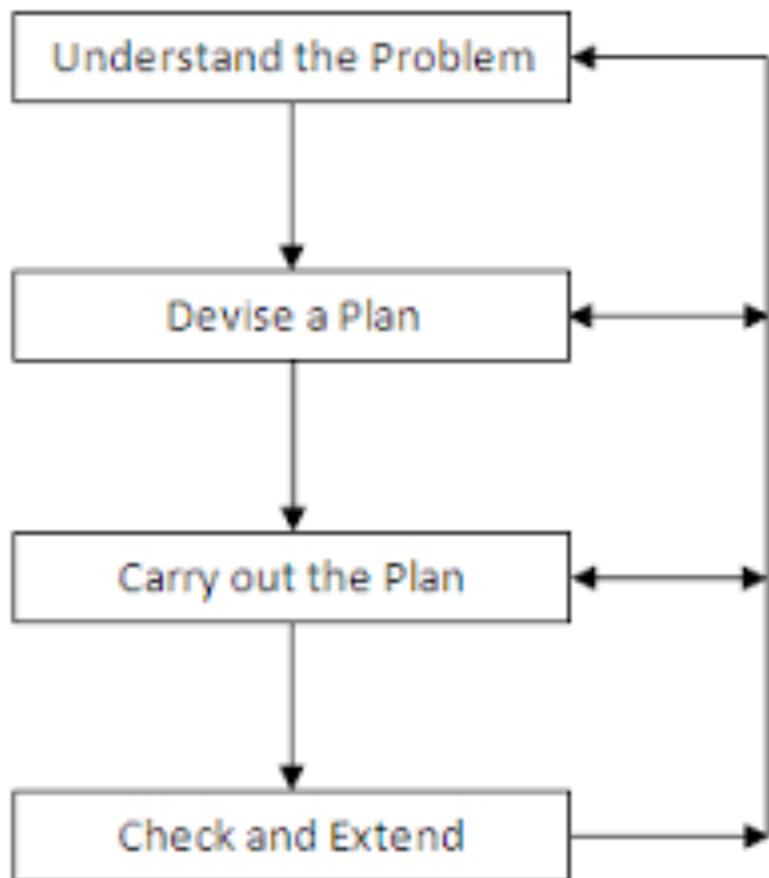 Understand the Problem
Devise a Plan
Carry out the Plan
Check and Extend